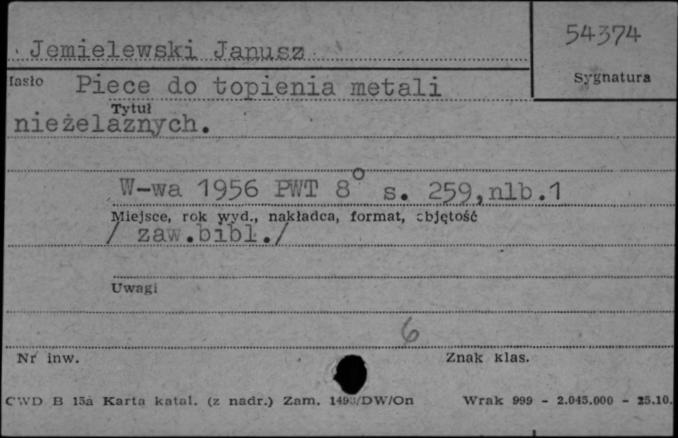 Jemielewski Janusz
54374
Hasło
Sygnatura
Piece do topienia metali
Tytuł
nieżelaznych.
W-wa 1956 PWT 8° s. 259,nlb.1
Miejsce, rok wyd., nakładca, format, objętość
/ zaw.bibl./
Uwagi
6
Nr inw.
Znak klas.
CWD B 15a Karta katal. (z nadr.) Zam. /DW/On
Wrak 999 - 2.045.000 - 25.10.